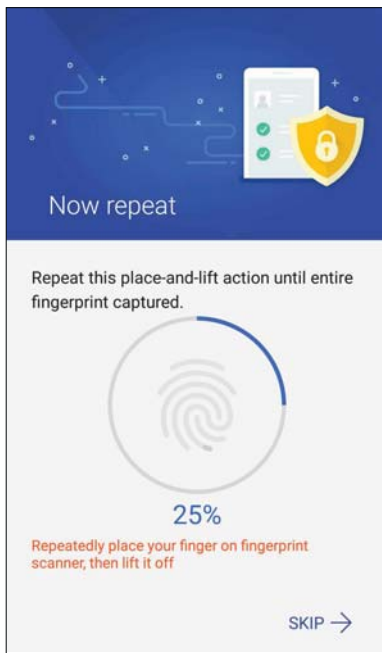 Now repeat
Repeat this place-and-lift action until entire
fingerprint captured.
25%
Repeatedly place your finger on fingerprint
scanner, then lift it off
SKIP